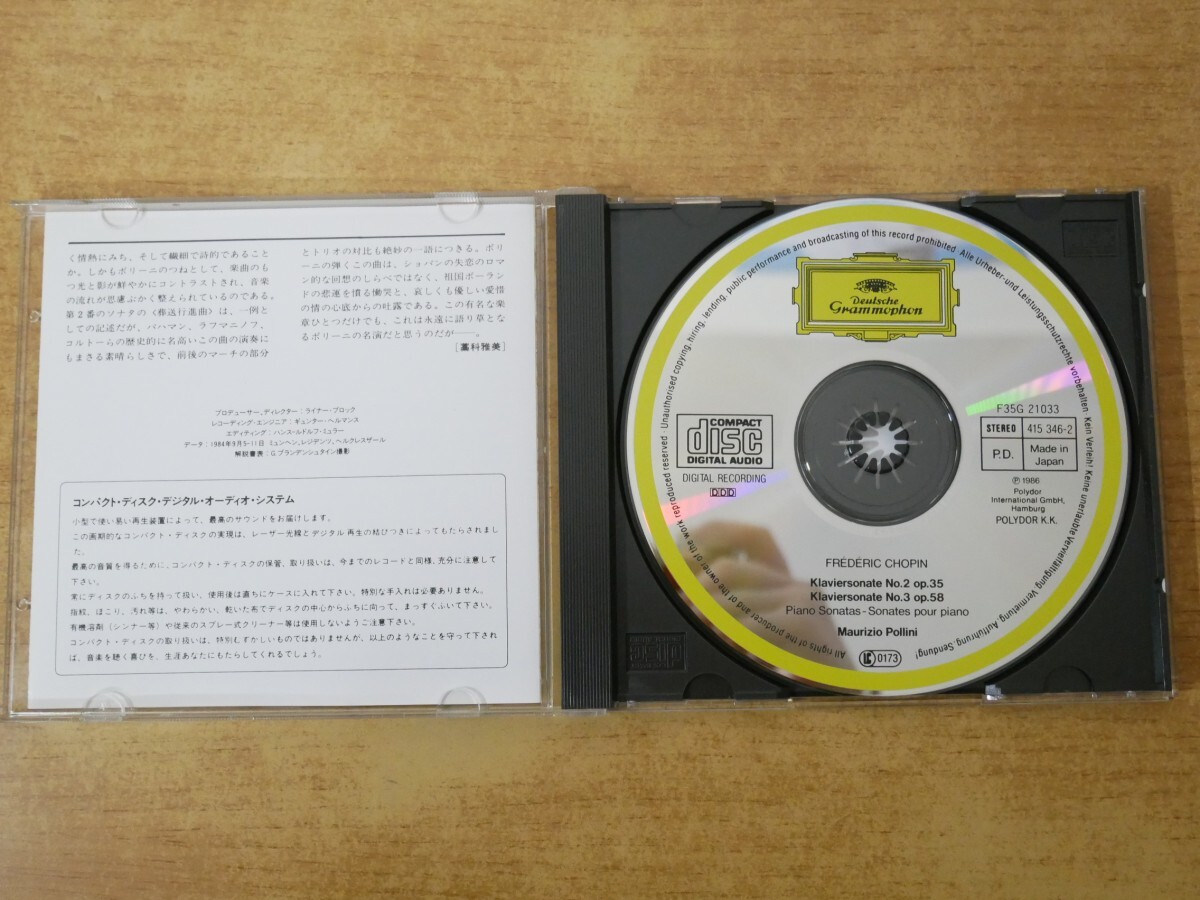 く情熱にみち、そして繊細で詩的であること
か。しかもポリーニのつねとして、楽曲のも
つ光と影が鮮やかにコントラストされ、音楽
の流れが思慮ぶかく整えられているのである。
第2番のソナタの《葬送行進曲》は、一例と
しての記述だが、パハマン、ラフマニノフ、
コルトーらの歴史的に名高いこの曲の演奏に
もまさる素晴らしさで、前後のマーチの部分
とトリオの対比も絶妙の一語につきる。ポリ
ーニの弾くこの曲は、ショパンの失恋のロマ
ン的な回想のしらべではなく、祖国ポーラン
ドの悲運を憤る慟哭と、哀しくも優しい愛惜
の情の心底からの吐露である。この有名な楽
章ひとつだけでも、これは永遠に語り草とな
るポリーニの名演だと思うのだが――。
[藁科雅美]
プロデューサー、ディレクター：ライナー・ブロック
レコーディング・エンジニア：ギュンター・ヘルマンス
エディティング：ハンス・ルドルフ・ミュラー
データ：1984年9月5-11日 ミュンヘン、レジデンツ、ヘルクレスザール
解説書表：G.ブランデンシュタイン撮影
コンパクト・ディスク・デジタル・オーディオ・システム
小型で使い易い再生装置によって、最高のサウンドをお届けします。
この画期的なコンパクト・ディスクの実現は、レーザー光線とデジタル再生の結びつきによってもたらされまし
た。
最高の音質を得るために、コンパクト・ディスクの保管、取り扱いは、今までのレコードと同様、充分に注意して
下さい。
常にディスクのふちを持って扱い、使用後は直ちにケースに入れて下さい。特別な手入れは必要ありません。
指紋、ほこり、汚れ等は、やわらかい、乾いた布でディスクの中心からふちに向って、まっすぐふいて下さい。
有機溶剤（シンナー等）や従来のスプレー式クリーナー等は使用しないようご注意下さい。
コンパクト・ディスクの取り扱いは、特別むずかしいものではありませんが、以上のようなことを守って下され
ば、音楽を聴く喜びを、生涯あなたにもたらしてくれるでしょう。
All rights of the producer and of the owner of the work reproduced reserved · Unauthorised copying, hiring, lending, public performance and broadcasting of this record prohibited · Alle Urheber-und Leistungsschutzrechte vorbehalten. Kein Verleih! Keine unerlaubte Vervielfältigung, Vermietung, Aufführung, Sendung!
Deutsche
Grammophon
COMPACT
disc
DIGITAL AUDIO
DIGITAL RECORDING
DDD
F35G 21033
STEREO 415 346-2
P.D. Made in
Japan
℗ 1986
Polydor
International GmbH,
Hamburg
POLYDOR K.K.
FRÉDÉRIC CHOPIN
Klaviersonate No.2 op.35
Klaviersonate No.3 op.58
Piano Sonatas - Sonates pour piano
Maurizio Pollini
LC 0173